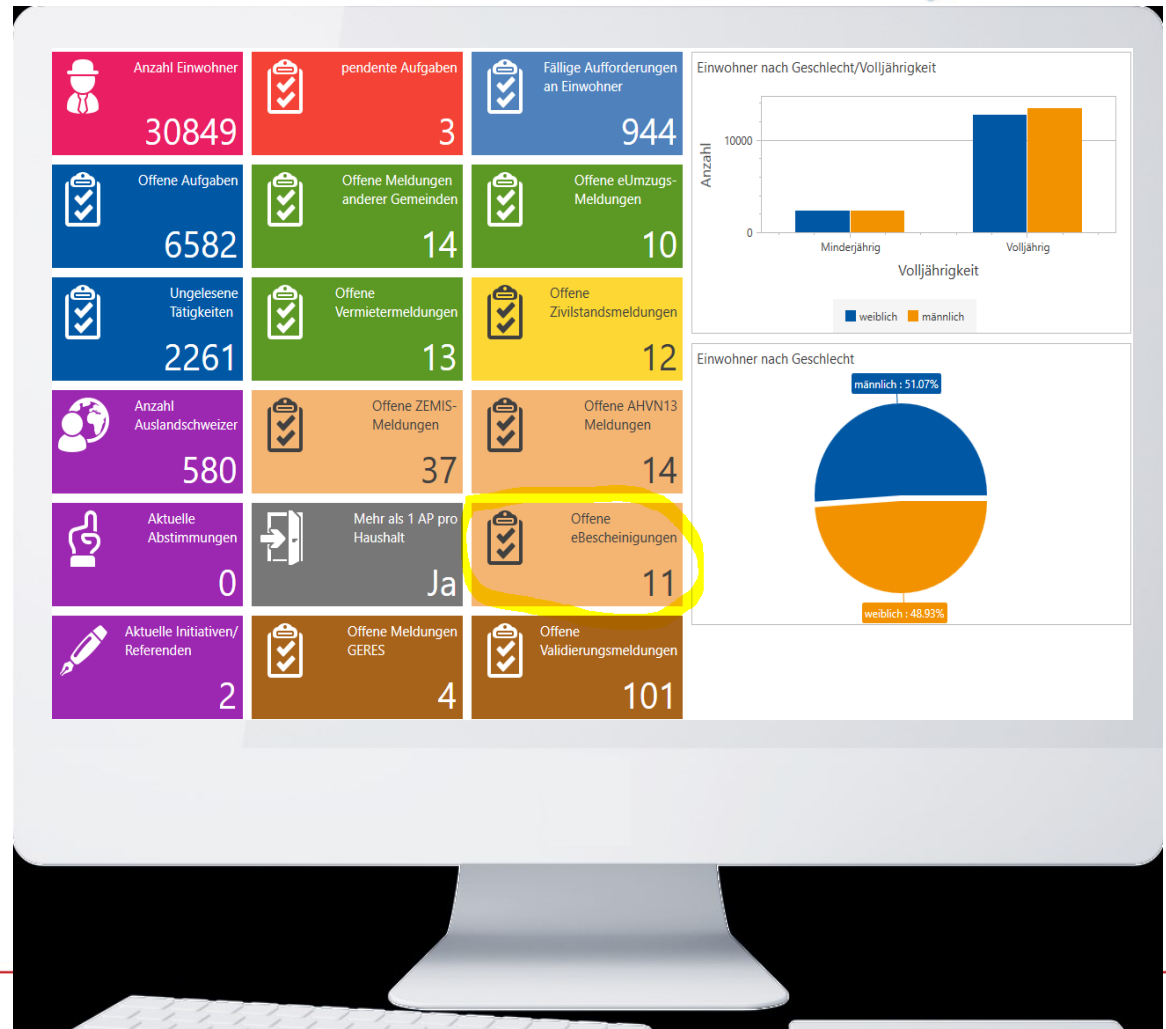 Anzahl Einwohner
30849
pendente Aufgaben
3
Fällige Aufforderungen
an Einwohner
944
Offene Aufgaben
6582
Offene Meldungen
anderer Gemeinden
14
Offene eUmzugs-
Meldungen
10
Ungelesene
Tätigkeiten
2261
Offene
Vermietermeldungen
13
Offene
Zivilstandsmeldungen
12
Anzahl
Auslandschweizer
580
Offene ZEMIS-
Meldungen
37
Offene AHVN13
Meldungen
14
Aktuelle
Abstimmungen
0
Mehr als 1 AP pro
Haushalt
Ja
Offene
eBescheinigungen
11
Aktuelle Initiativen/
Referenden
2
Offene Meldungen
GERES
4
Offene
Validierungsmeldungen
101
Einwohner nach Geschlecht/Volljährigkeit
Anzahl
10000
0
Minderjährig
Volljährig
Volljährigkeit
weiblich
männlich
Einwohner nach Geschlecht
männlich : 51.07%
weiblich : 48.93%